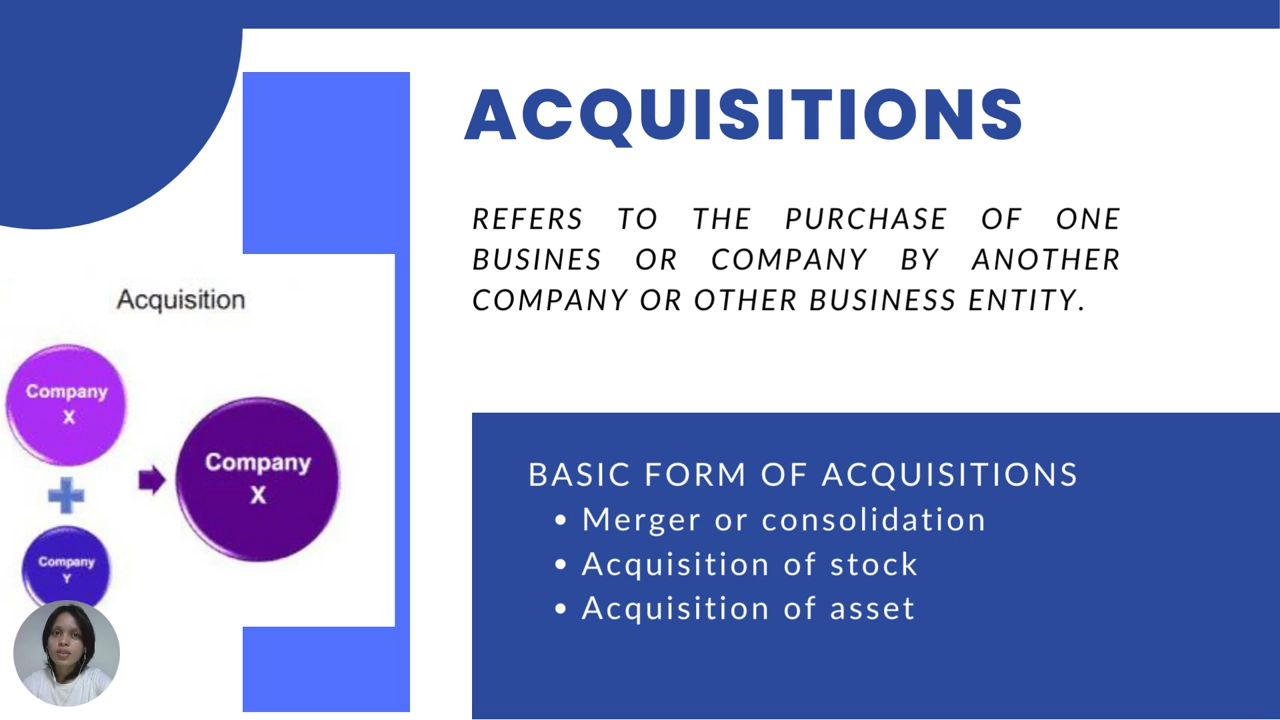 ACQUISITIONS
REFERS TO THE PURCHASE OF ONE
BUSINES OR COMPANY BY ANOTHER
COMPANY OR OTHER BUSINESS ENTITY.
Acquisition
Company
X
Company
Y
Company
X
BASIC FORM OF ACQUISITIONS
• Merger or consolidation
• Acquisition of stock
• Acquisition of asset